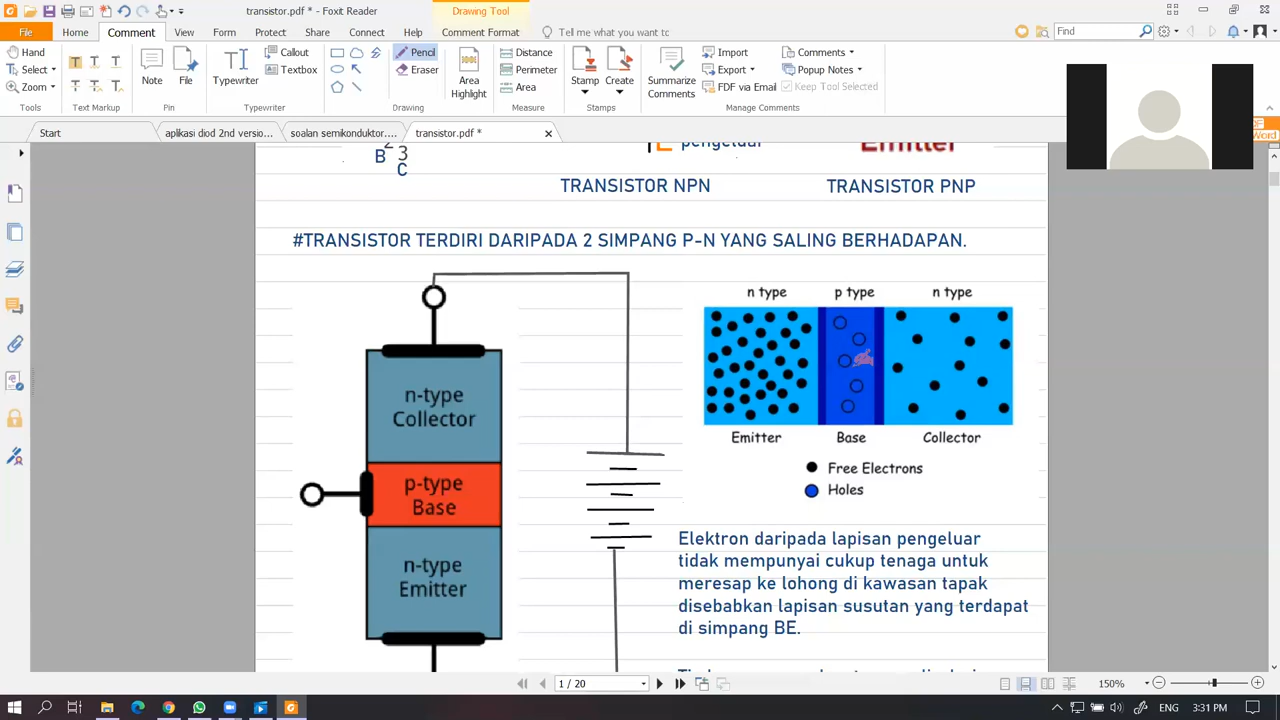 transistor.pdf * - Foxit Reader
Drawing Tool
File
Home
Comment
View
Form
Protect
Share
Connect
Help
Comment Format
Tell me what you want to
Find
Hand
Select
Zoom
Tools
Text Markup
Note
File
Pin
Typewriter
Callout
Textbox
Typewriter
Pencil
Eraser
Drawing
Area
Highlight
Distance
Perimeter
Area
Measure
Stamp
Create
Stamps
Summarize
Comments
Import
Export
FDF via Email
Comments
Popup Notes
Keep Tool Selected
Manage Comments
Start
aplikasi diod 2nd versio...
soalan semikonduktor....
transistor.pdf *
Word
B 2 3
C
E pengeluar
Emitter
TRANSISTOR NPN
TRANSISTOR PNP
#TRANSISTOR TERDIRI DARIPADA 2 SIMPANG P-N YANG SALING BERHADAPAN.
n-type
Collector
p-type
Base
n-type
Emitter
n type p type n type
Emitter Base Collector
Free Electrons
Holes
Elektron daripada lapisan pengeluar
tidak mempunyai cukup tenaga untuk
meresap ke lohong di kawasan tapak
disebabkan lapisan susutan yang terdapat
di simpang BE.
1 / 20
150%
ENG
3:31 PM